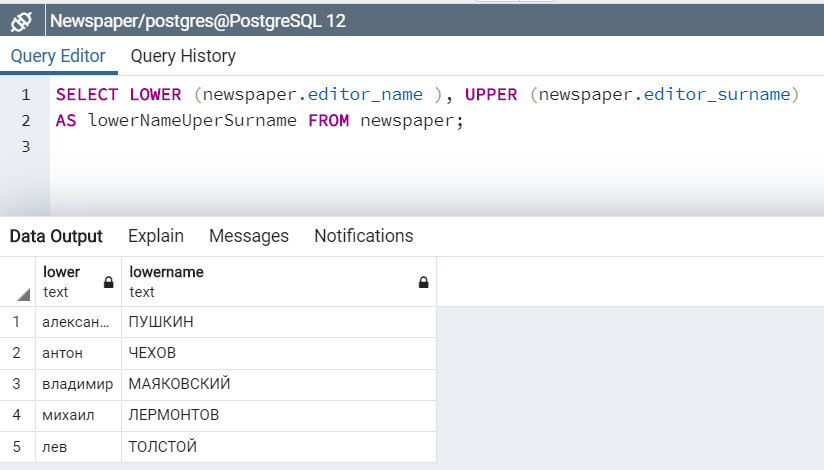 Newspaper/postgres@PostgreSQL 12
Query Editor Query History
1 SELECT LOWER (newspaper.editor_name ), UPPER (newspaper.editor_surname)
2 AS lowerNameUperSurname FROM newspaper;
3
Data Output Explain Messages Notifications
lower lowername
text text
1 алексан... ПУШКИН
2 антон ЧЕХОВ
3 владимир МАЯКОВСКИЙ
4 михаил ЛЕРМОНТОВ
5 лев ТОЛСТОЙ